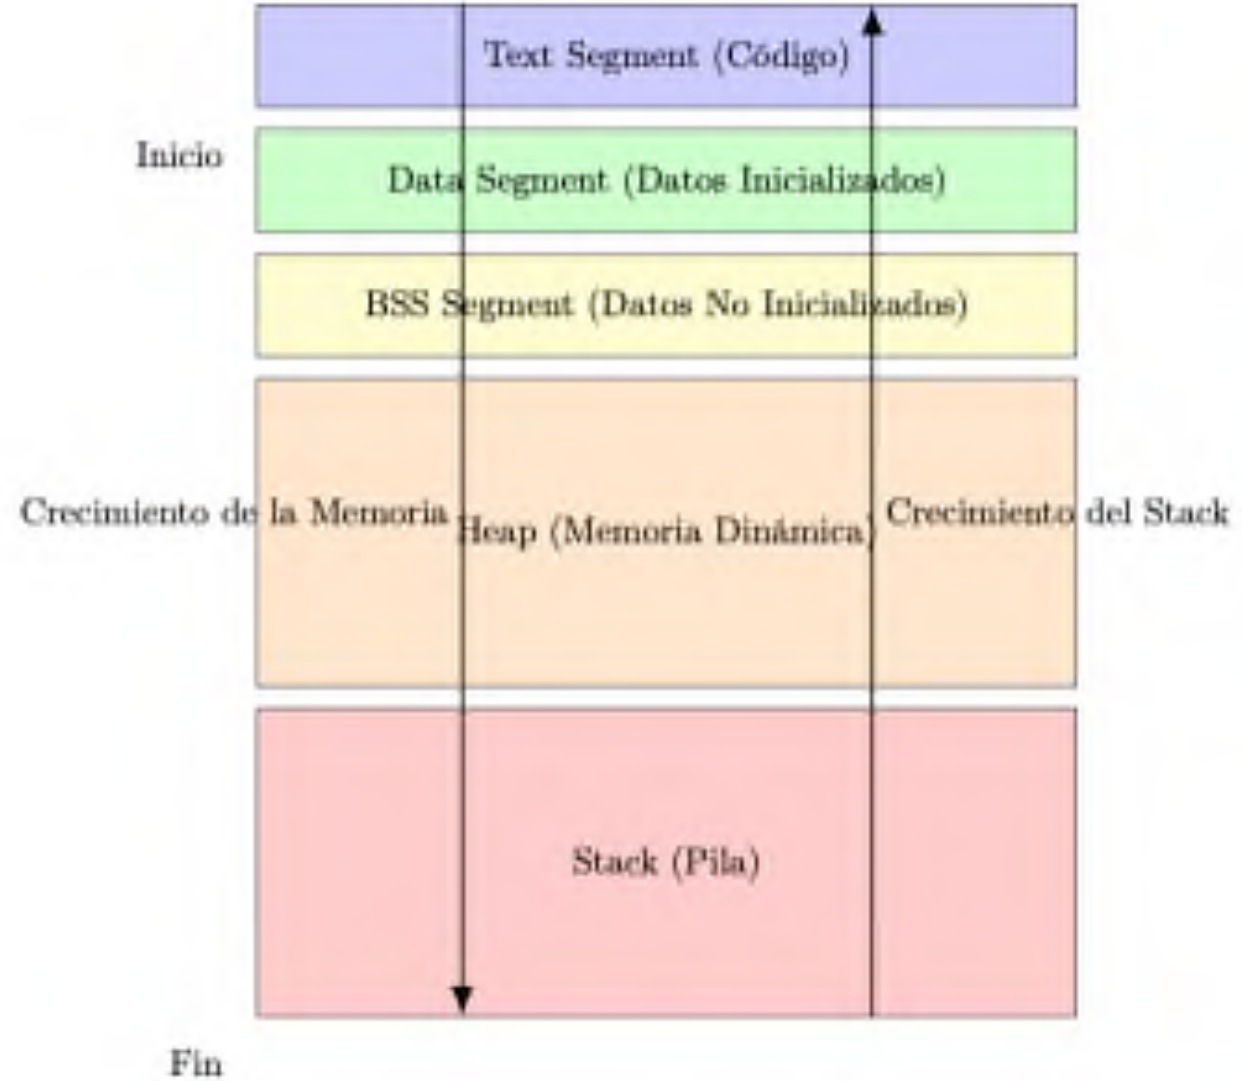 Text Segment (Código)
Inicio
Data Segment (Datos Inicializados)
BSS Segment (Datos No Inicializados)
Crecimiento de la Memoria
Heap (Memoria Dinámica)
Crecimiento del Stack
Stack (Pila)
Fin